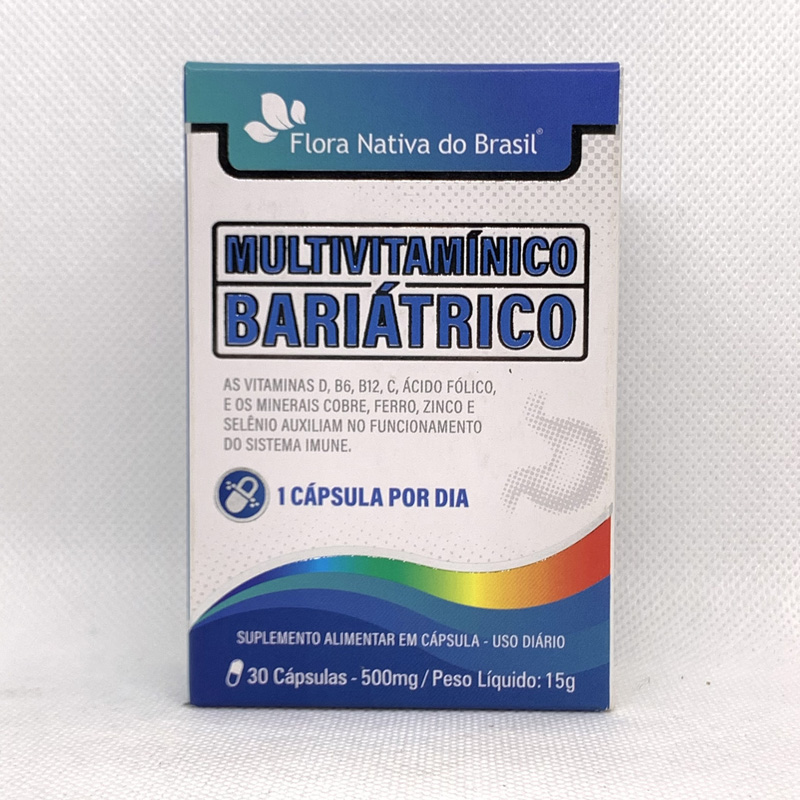 Flora Nativa do Brasil®
MULTIVITAMÍNICO
BARIÁTRICO
AS VITAMINAS D, B6, B12, C, ÁCIDO FÓLICO,
E OS MINERAIS COBRE, FERRO, ZINCO E
SELÊNIO AUXILIAM NO FUNCIONAMENTO
DO SISTEMA IMUNE.
1 CÁPSULA POR DIA
SUPLEMENTO ALIMENTAR EM CÁPSULA - USO DIÁRIO
30 Cápsulas - 500mg / Peso Líquido: 15g